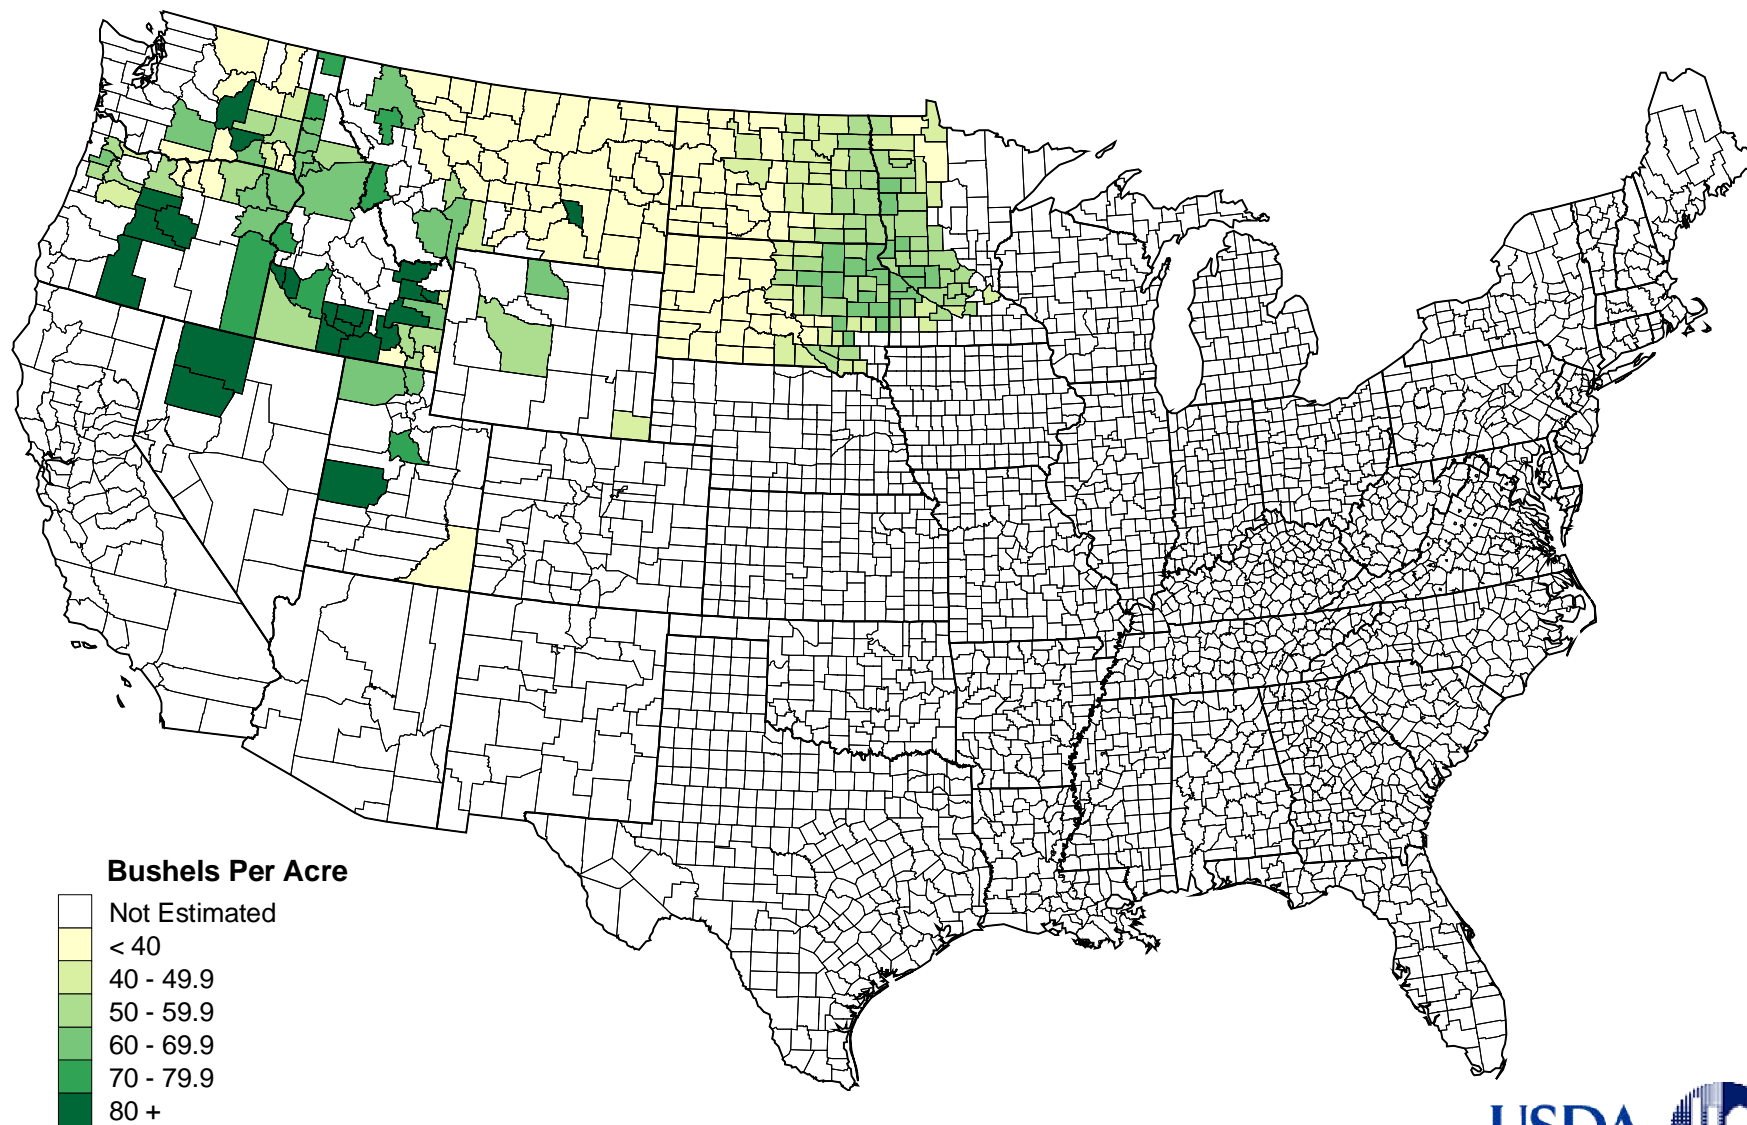 Bushels Per Acre
Not Estimated
< 40
40 - 49.9
50 - 59.9
60 - 69.9
70 - 79.9
80 +
USDA